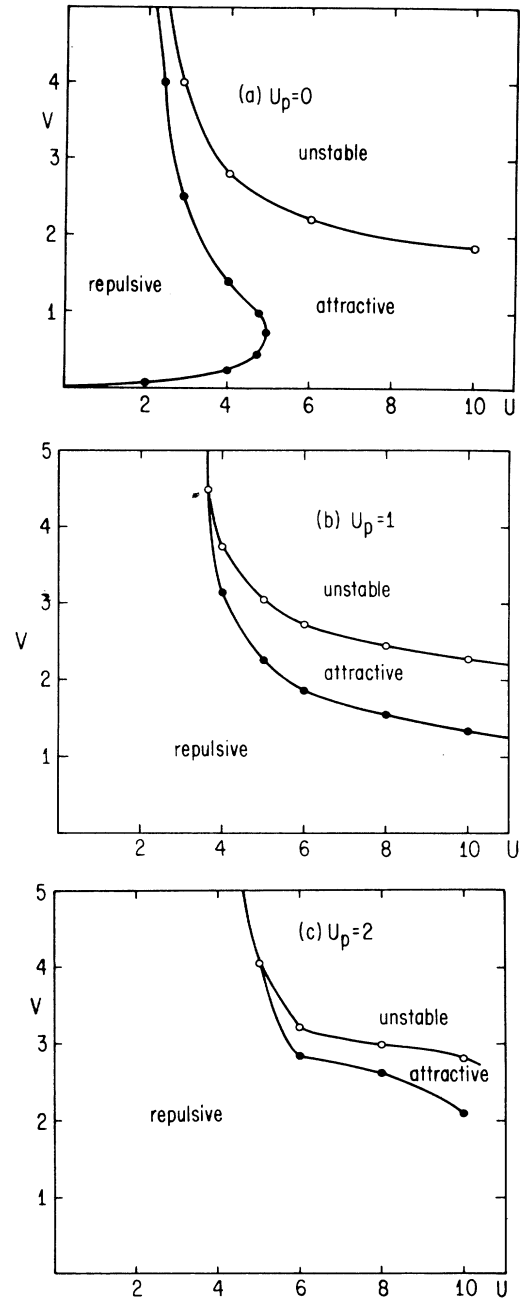 (a) Up=0
4
V
3
unstable
2
repulsive
attractive
1
2 4 6 8 10 U
5
(b) Up=1
4
3
unstable
V
attractive
2
repulsive
1
2 4 6 8 10 U
5
(c) Up=2
4
V
unstable
3
attractive
repulsive
2
1
2 4 6 8 10 U